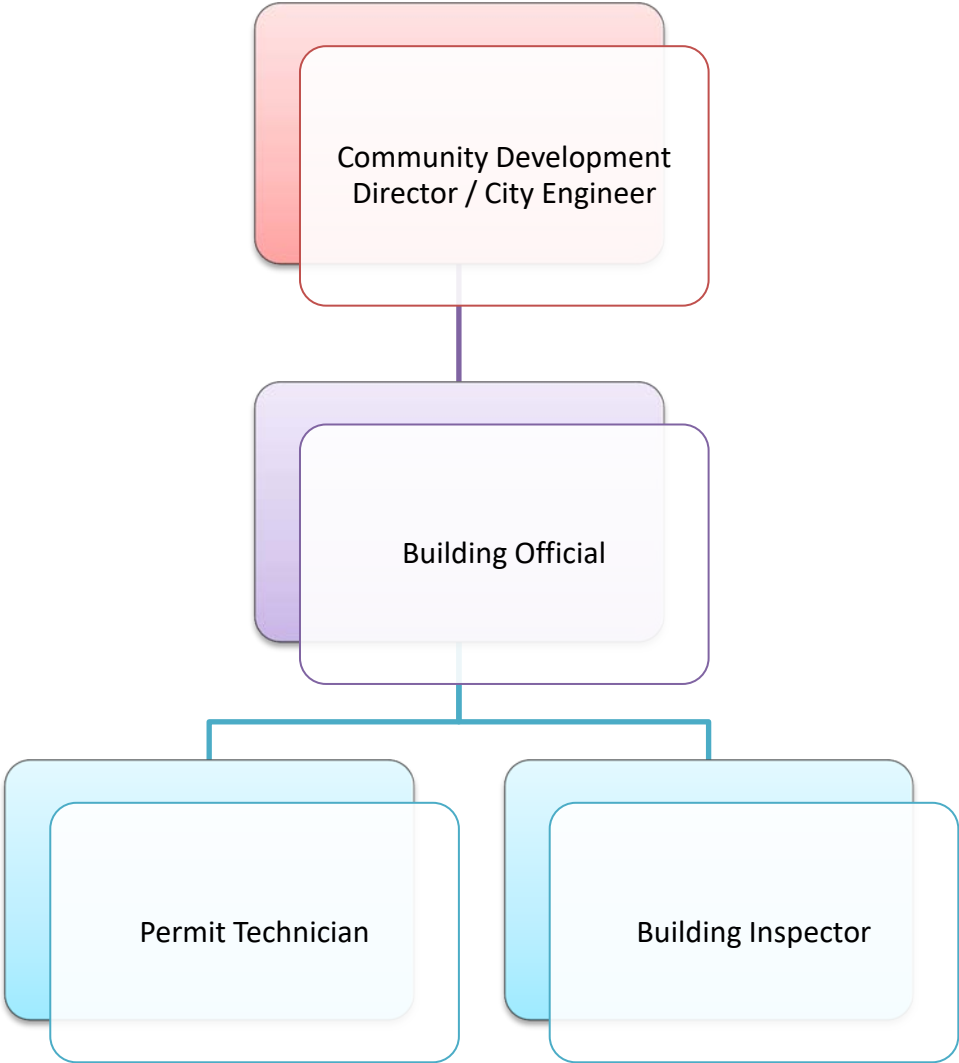 Community Development
Director / City Engineer
Building Official
Permit Technician
Building Inspector